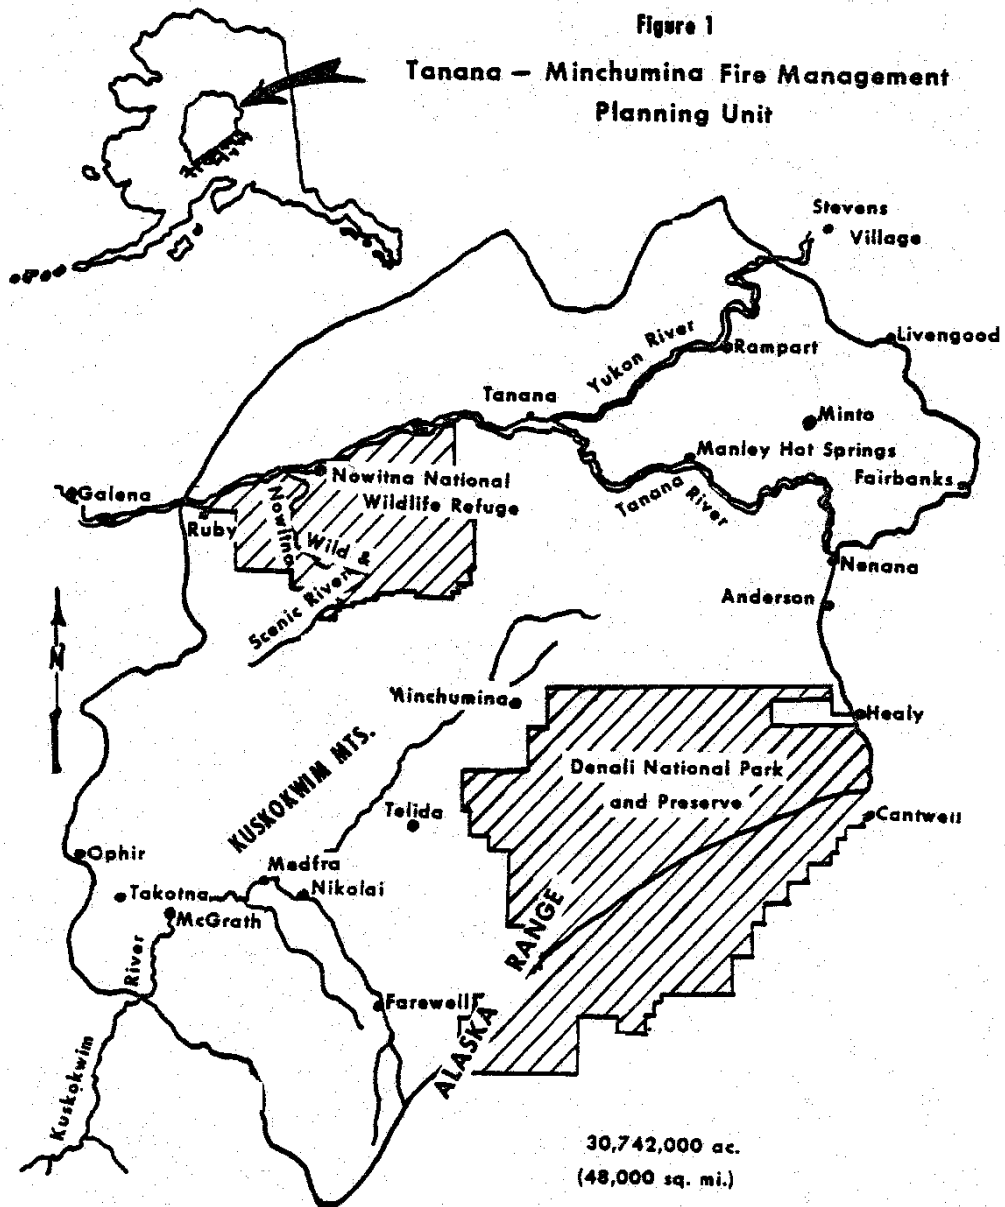 Figure 1
Tanana — Minchumina Fire Management
Planning Unit
Stevens
Village
Livengood
Yukon River
Rampart
Tanana
Minto
Manley Hot Springs
Fairbanks
Tanana
River
Nowitna National
Wildlife Refuge
Galena
Ruby
Nowitna
Wild &
Scenic River
Nenana
Anderson
N
Minchumina
Healy
KUSKOKWIM MTS.
Denali National Park
and Preserve
Telida
Cantwell
Ophir
Medfra
Takotna
Nikolai
McGrath
River
Kuskokwim
Farewell
ALASKA
RANGE
30,742,000 ac.
(48,000 sq. mi.)